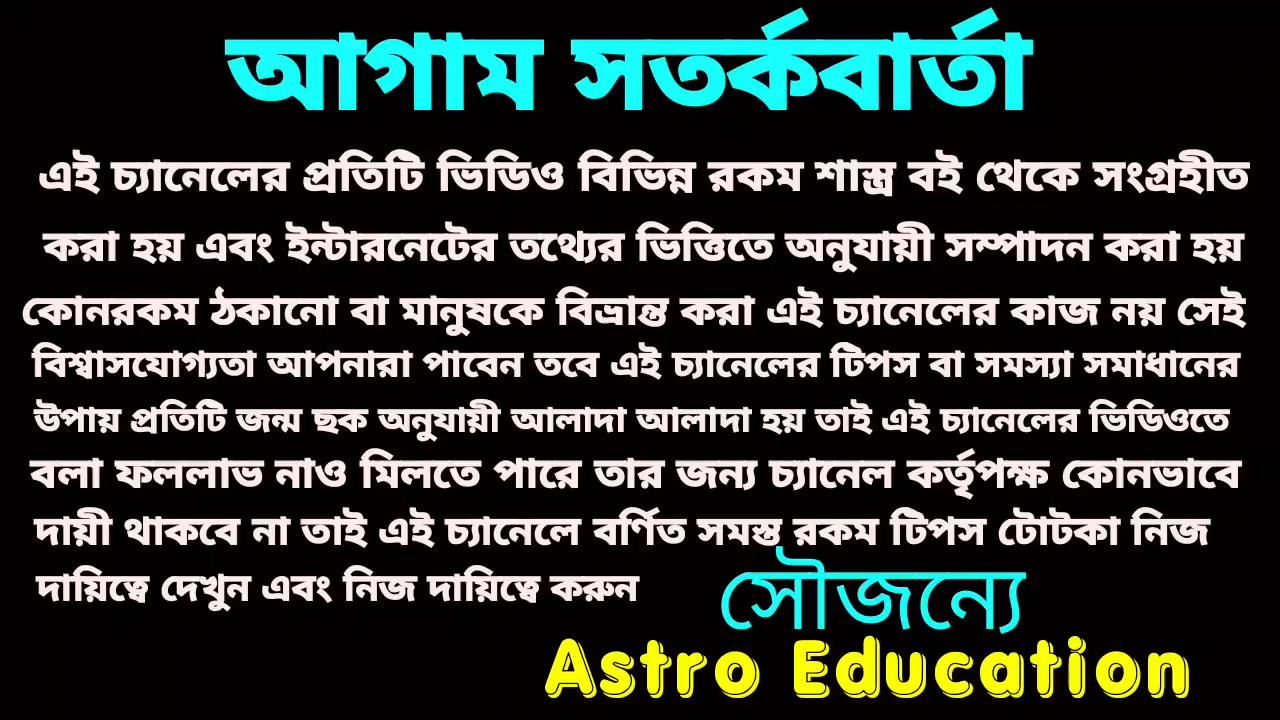 আগাম সতর্কবার্তা
এই চ্যানেলের প্রতিটি ভিডিও বিভিন্ন রকম শাস্ত্র বই থেকে সংগ্রহীত
করা হয় এবং ইন্টারনেটের তথ্যের ভিত্তিতে অনুযায়ী সম্পাদন করা হয়
কোনরকম ঠকানো বা মানুষকে বিভ্রান্ত করা এই চ্যানেলের কাজ নয় সেই
বিশ্বাসযোগ্যতা আপনারা পাবেন তবে এই চ্যানেলের টিপস বা সমস্যা সমাধানের
উপায় প্রতিটি জন্ম ছক অনুযায়ী আলাদা আলাদা হয় তাই এই চ্যানেলের ভিডিওতে
বলা ফললাভ নাও মিলতে পারে তার জন্য চ্যানেল কর্তৃপক্ষ কোনভাবে
দায়ী থাকবে না তাই এই চ্যানেলে বর্ণিত সমস্ত রকম টিপস টোটকা নিজ
দায়িত্বে দেখুন এবং নিজ দায়িত্বে করুন
সৌজন্যে
Astro Education